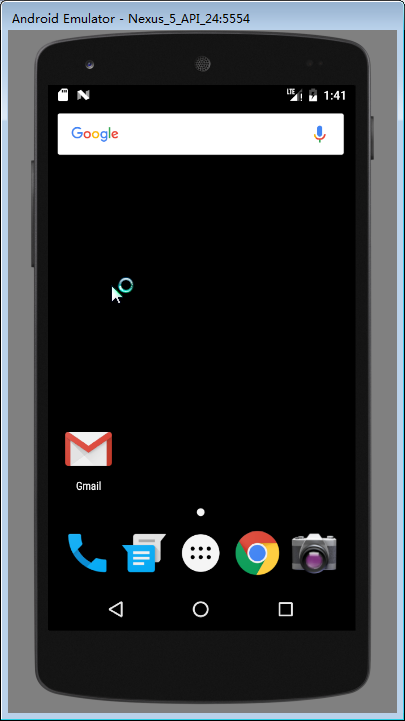 Android Emulator - Nexus_5_API_24:5554
LTE 1:41
Google
Gmail